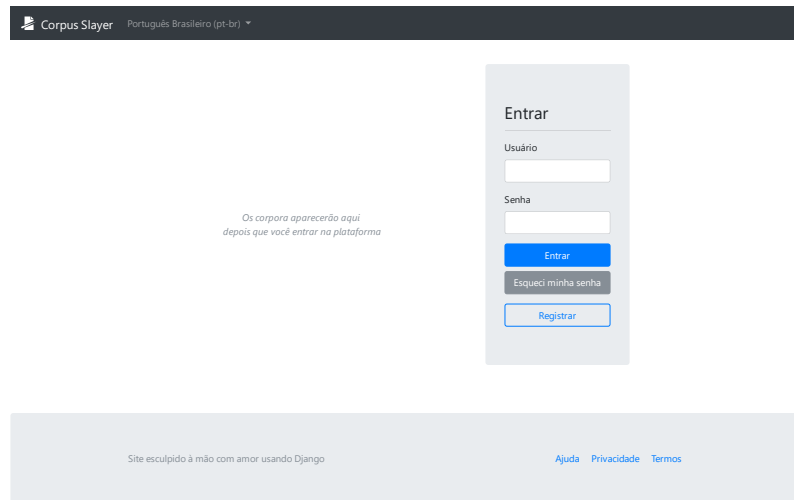 Corpus Slayer Português Brasileiro (pt-br)
Os corpora aparecerão aqui
depois que você entrar na plataforma
Entrar
Usuário
Senha
Entrar
Esqueci minha senha
Registrar
Site esculpido à mão com amor usando Django
Ajuda Privacidade Termos